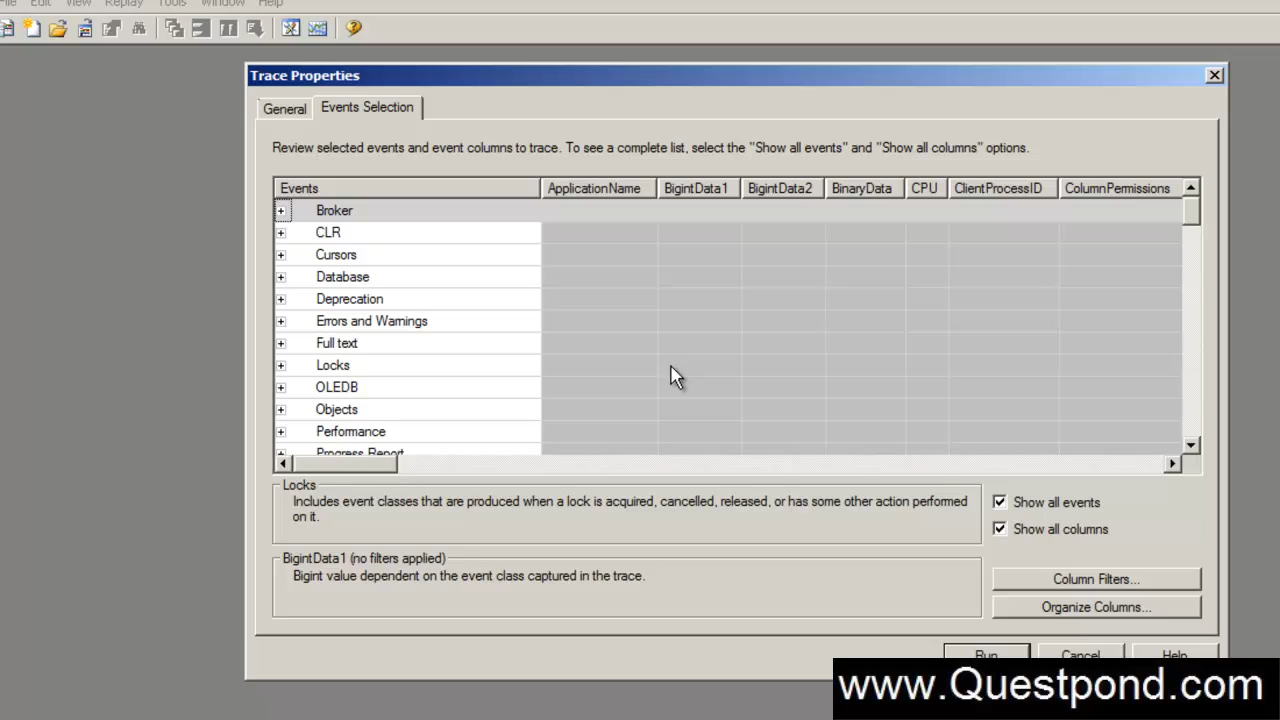 File Edit View Replay Tools Window Help
Trace Properties
General Events Selection
Review selected events and event columns to trace. To see a complete list, select the "Show all events" and "Show all columns" options.
Events ApplicationName BigintData1 BigintData2 BinaryData CPU ClientProcessID ColumnPermissions
Broker
CLR
Cursors
Database
Deprecation
Errors and Warnings
Full text
Locks
OLEDB
Objects
Performance
Progress Report
Locks
Includes event classes that are produced when a lock is acquired, cancelled, released, or has some other action performed
on it.
Show all events
Show all columns
BigintData1 (no filters applied)
Bigint value dependent on the event class captured in the trace.
Column Filters...
Organize Columns...
Run Cancel Help
www.Questpond.com